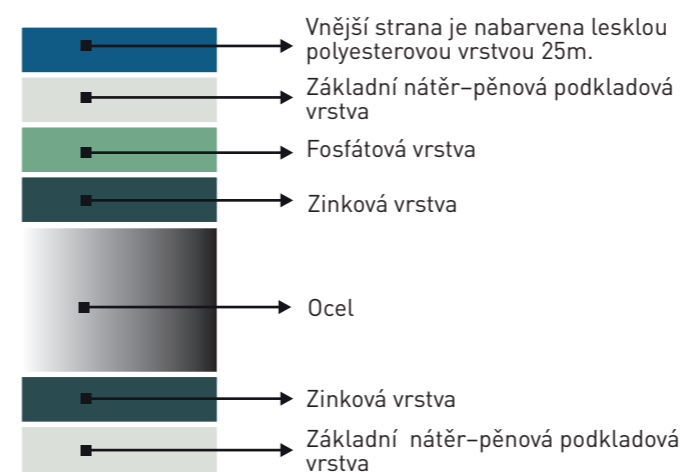 Vnější strana je nabarvena lesklou
polyesterovou vrstvou 25m.
Základní nátěr–pěnová podkladová
vrstva
Fosfátová vrstva
Zinková vrstva
Ocel
Zinková vrstva
Základní  nátěr–pěnová podkladová
vrstva